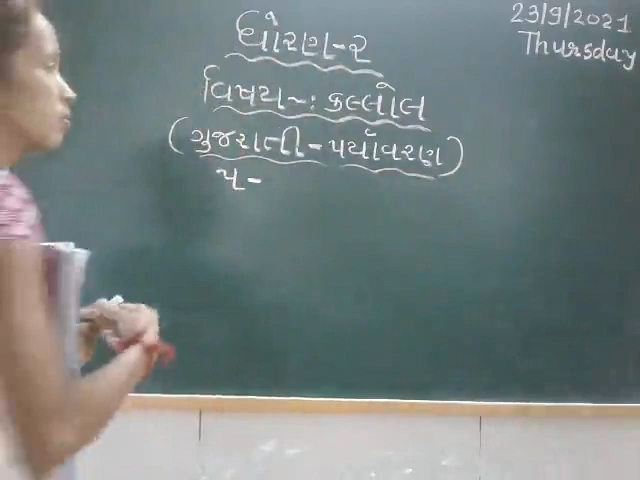 23/9/2021
Thursday
ધોરણ-૨
વિષય-: કલ્લોલ
(ગુજરાતી-પર્યાવરણ)
પ-